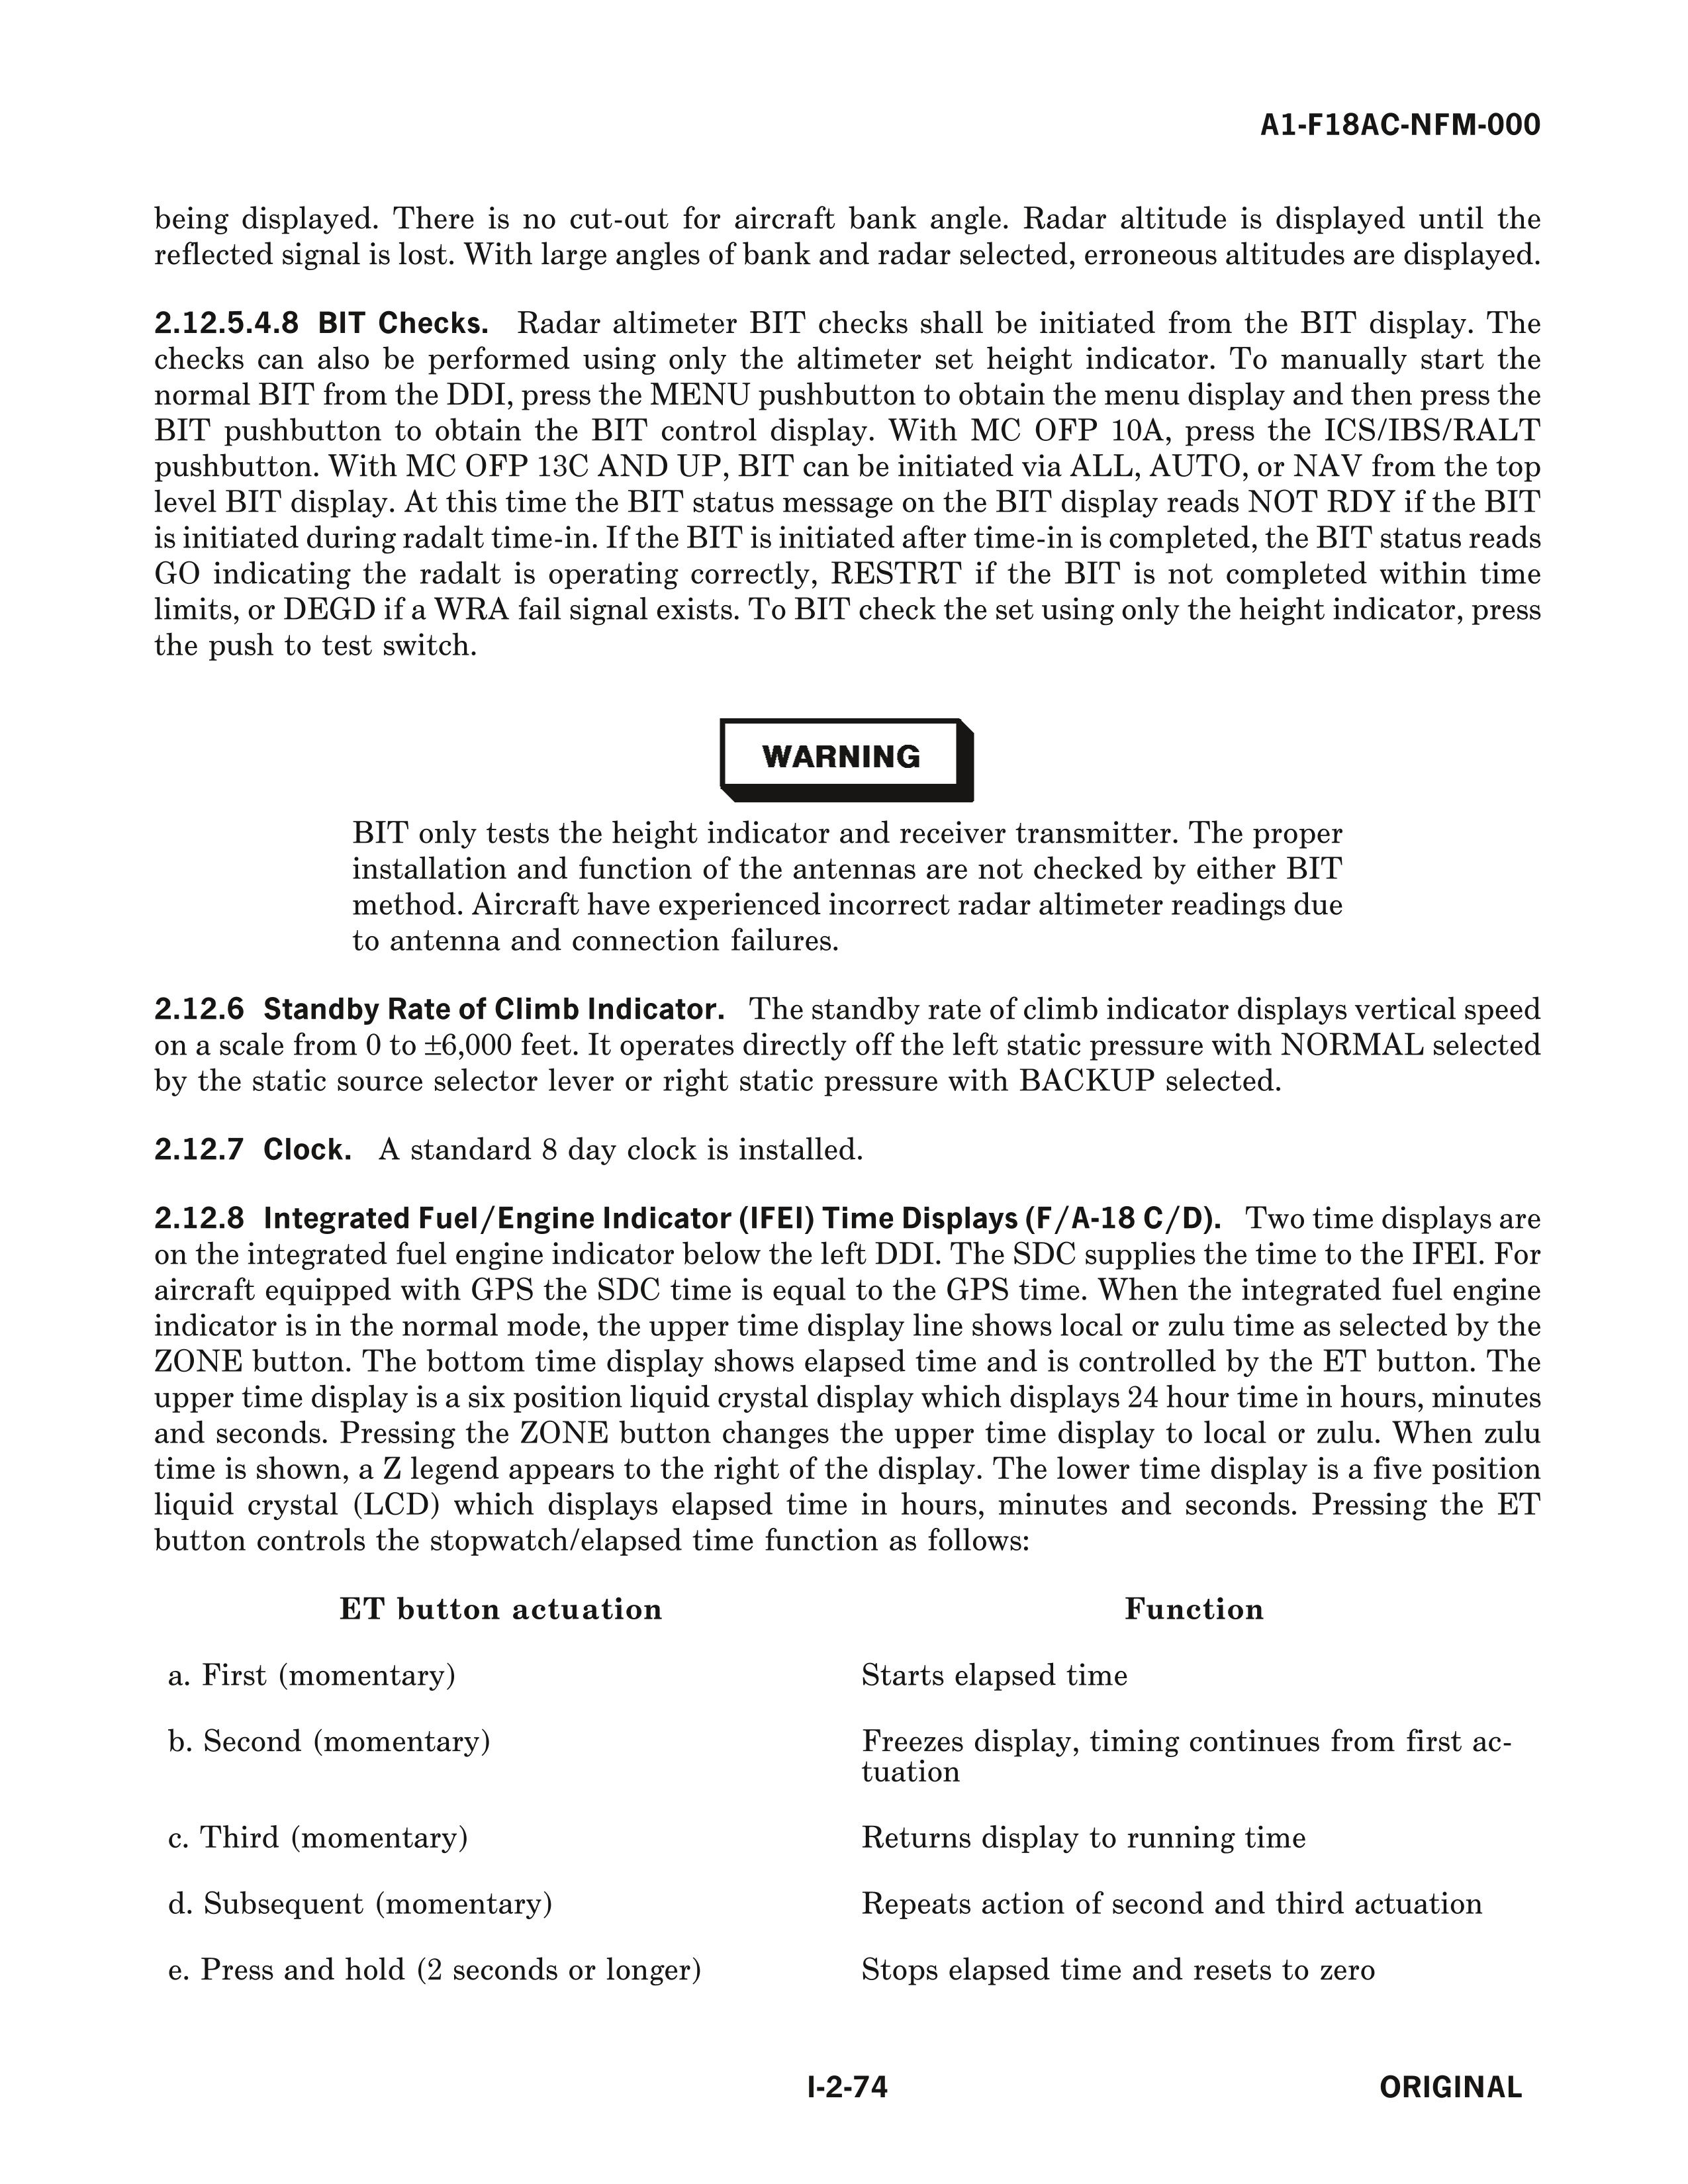 A1-F18AC-NFM-000
being displayed. There is no cut-out for aircraft bank angle. Radar altitude is displayed until the
reflected signal is lost. With large angles of bank and radar selected, erroneous altitudes are displayed.
2.12.5.4.8 BIT Checks. Radar altimeter BIT checks shall be initiated from the BIT display. The
checks can also be performed using only the altimeter set height indicator. To manually start the
normal BIT from the DDI, press the MENU pushbutton to obtain the menu display and then press the
BIT pushbutton to obtain the BIT control display. With MC OFP 10A, press the ICS/IBS/RALT
pushbutton. With MC OFP 13C AND UP, BIT can be initiated via ALL, AUTO, or NAV from the top
level BIT display. At this time the BIT status message on the BIT display reads NOT RDY if the BIT
is initiated during radalt time-in. If the BIT is initiated after time-in is completed, the BIT status reads
GO indicating the radalt is operating correctly, RESTRT if the BIT is not completed within time
limits, or DEGD if a WRA fail signal exists. To BIT check the set using only the height indicator, press
the push to test switch.
WARNING
BIT only tests the height indicator and receiver transmitter. The proper
installation and function of the antennas are not checked by either BIT
method. Aircraft have experienced incorrect radar altimeter readings due
to antenna and connection failures.
2.12.6 Standby Rate of Climb Indicator. The standby rate of climb indicator displays vertical speed
on a scale from 0 to ±6,000 feet. It operates directly off the left static pressure with NORMAL selected
by the static source selector lever or right static pressure with BACKUP selected.
2.12.7 Clock. A standard 8 day clock is installed.
2.12.8 Integrated Fuel/Engine Indicator (IFEI) Time Displays (F/A-18 C/D). Two time displays are
on the integrated fuel engine indicator below the left DDI. The SDC supplies the time to the IFEI. For
aircraft equipped with GPS the SDC time is equal to the GPS time. When the integrated fuel engine
indicator is in the normal mode, the upper time display line shows local or zulu time as selected by the
ZONE button. The bottom time display shows elapsed time and is controlled by the ET button. The
upper time display is a six position liquid crystal display which displays 24 hour time in hours, minutes
and seconds. Pressing the ZONE button changes the upper time display to local or zulu. When zulu
time is shown, a Z legend appears to the right of the display. The lower time display is a five position
liquid crystal (LCD) which displays elapsed time in hours, minutes and seconds. Pressing the ET
button controls the stopwatch/elapsed time function as follows:
ET button actuation Function
a. First (momentary) Starts elapsed time
b. Second (momentary) Freezes display, timing continues from first ac-
tuation
c. Third (momentary) Returns display to running time
d. Subsequent (momentary) Repeats action of second and third actuation
e. Press and hold (2 seconds or longer) Stops elapsed time and resets to zero
I-2-74 ORIGINAL